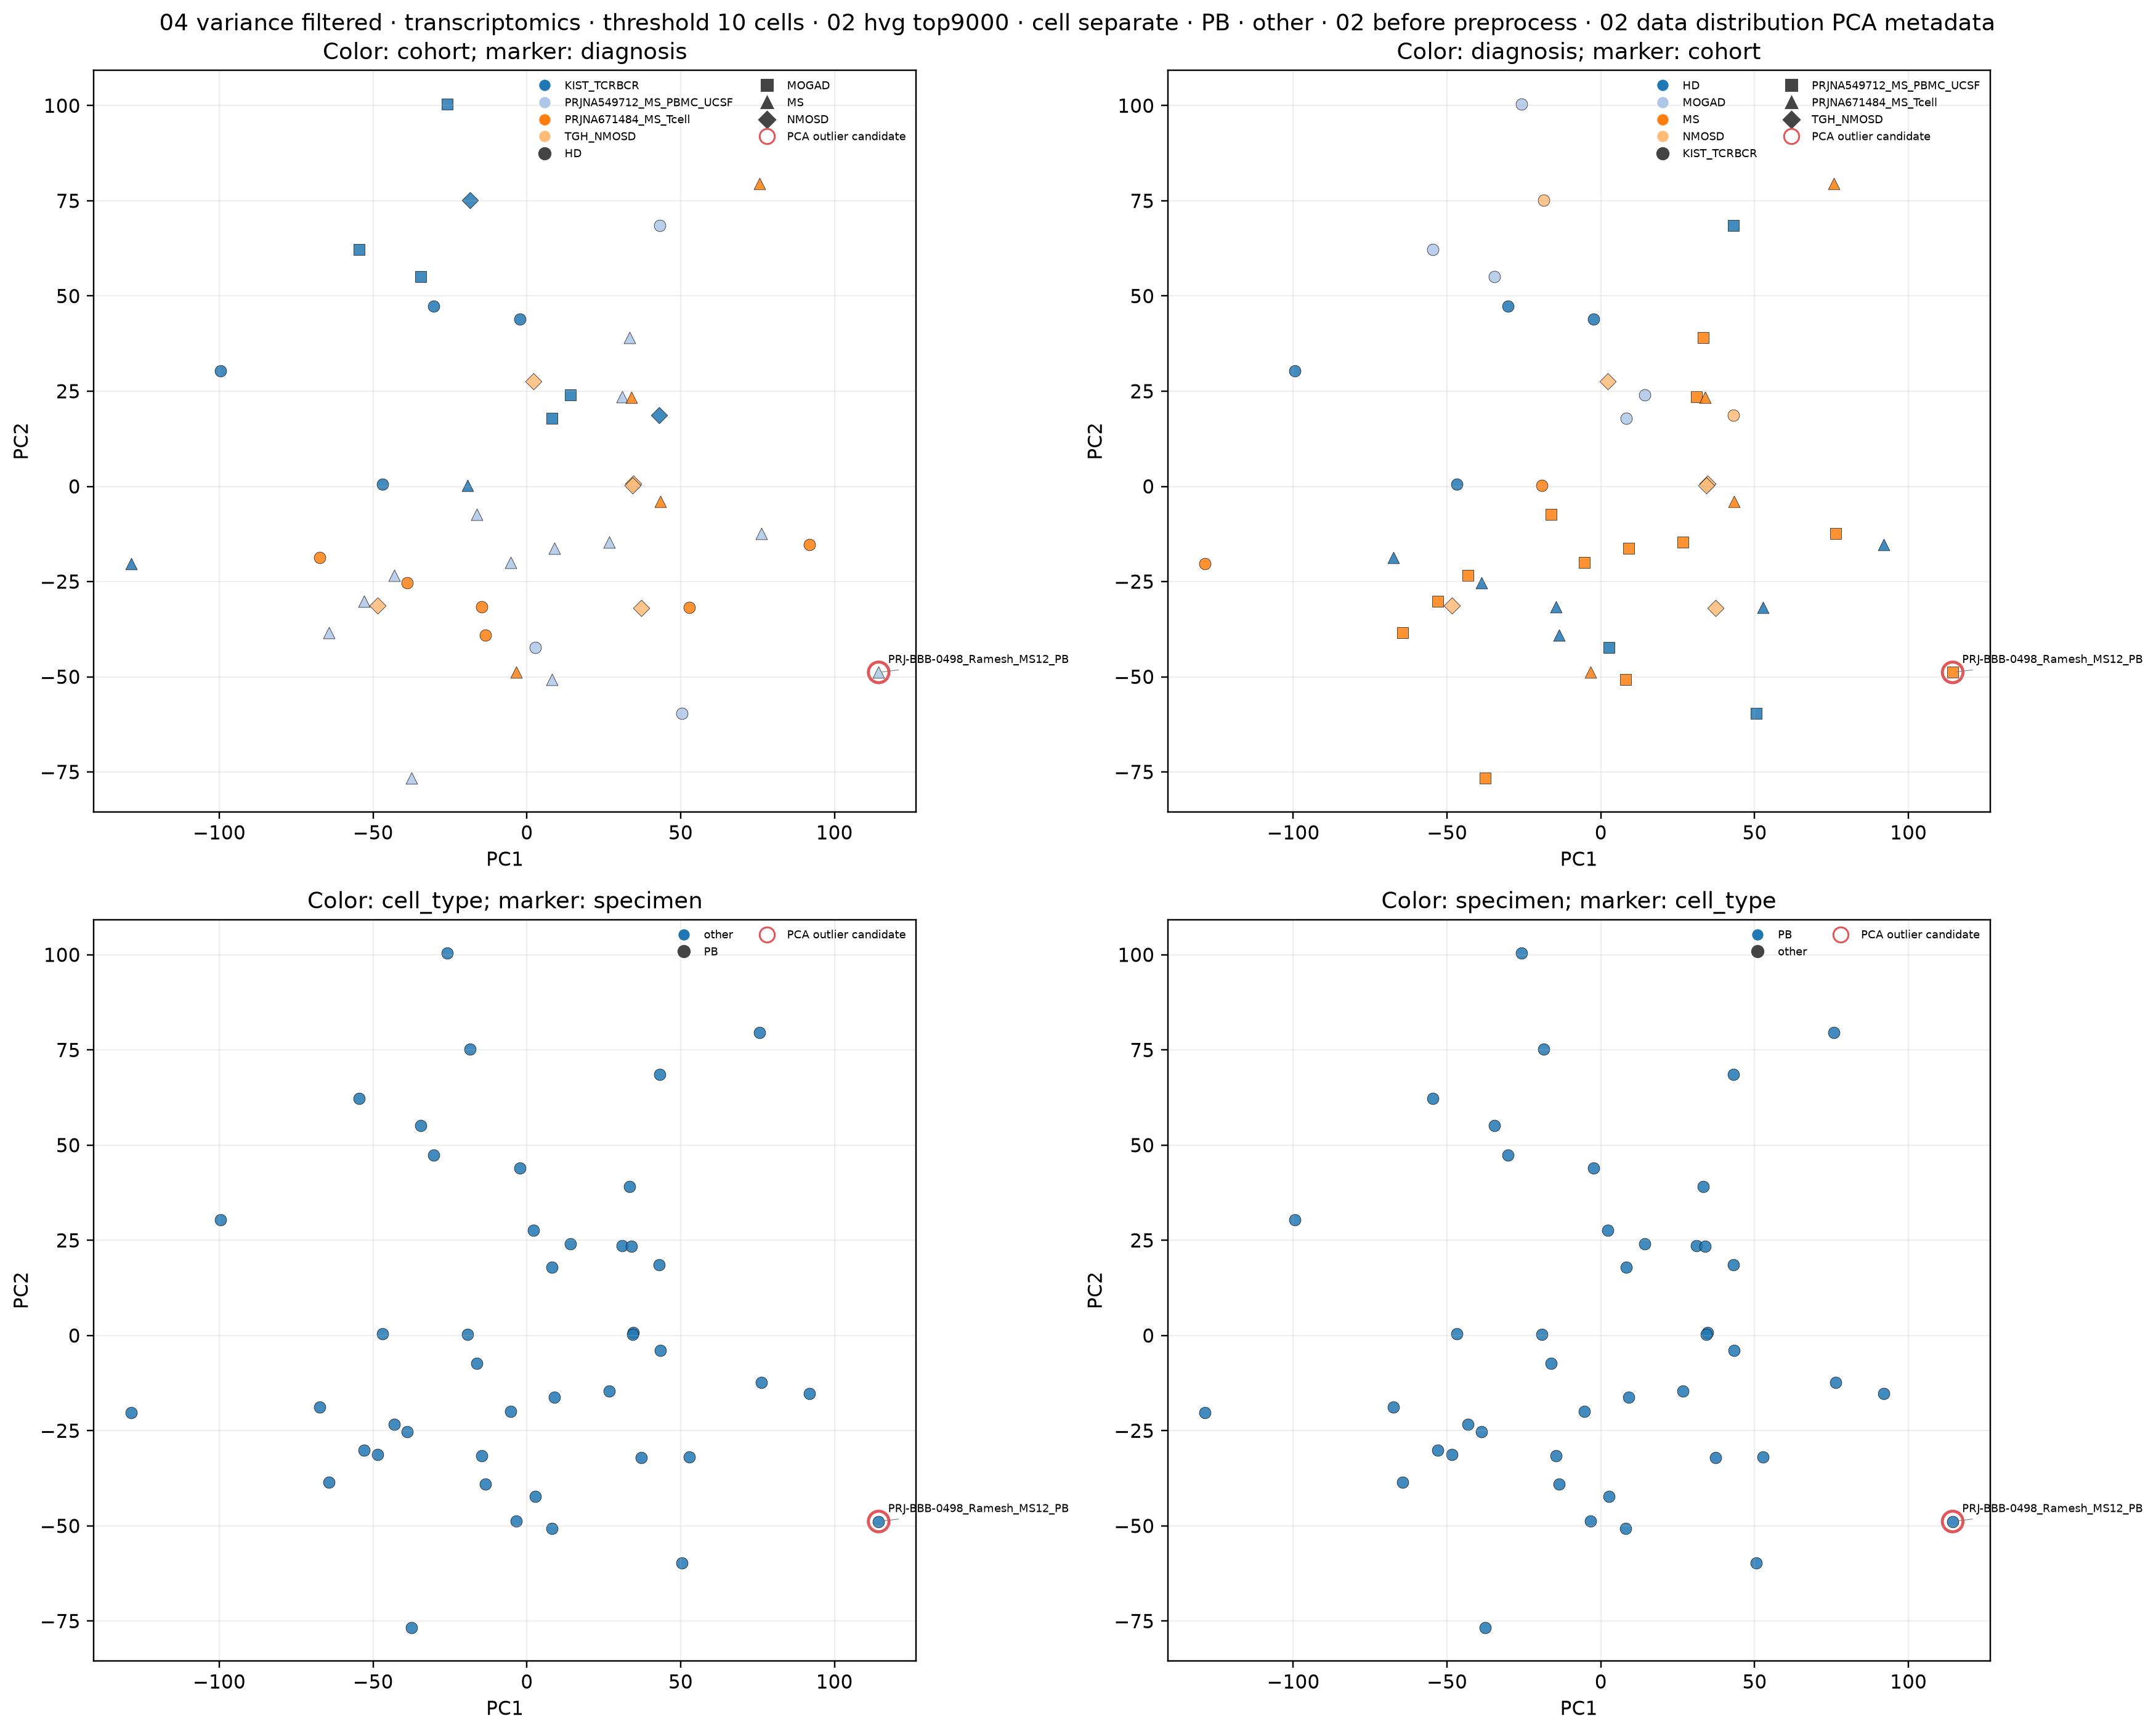 04 variance filtered · transcriptomics · threshold 10 cells · 02 hvg top9000 · cell separate · PB · other · 02 before preprocess · 02 data distribution PCA metadata
Color: cohort; marker: diagnosis
KIST_TCRBCR
PRJNA549712_MS_PBMC_UCSF
PRJNA671484_MS_Tcell
TGH_NMOSD
HD
MOGAD
MS
NMOSD
PCA outlier candidate
100
75
50
25
0
−25
−50
−75
PC2
PRJ-BBB-0498_Ramesh_MS12_PB
−100
−50
0
50
100
PC1
Color: diagnosis; marker: cohort
HD
MOGAD
MS
NMOSD
KIST_TCRBCR
PRJNA549712_MS_PBMC_UCSF
PRJNA671484_MS_Tcell
TGH_NMOSD
PCA outlier candidate
100
75
50
25
0
−25
−50
−75
PC2
PRJ-BBB-0498_Ramesh_MS12_PB
−100
−50
0
50
100
PC1
Color: cell_type; marker: specimen
other
PB
PCA outlier candidate
100
75
50
25
0
−25
−50
−75
PC2
PRJ-BBB-0498_Ramesh_MS12_PB
−100
−50
0
50
100
PC1
Color: specimen; marker: cell_type
PB
other
PCA outlier candidate
100
75
50
25
0
−25
−50
−75
PC2
PRJ-BBB-0498_Ramesh_MS12_PB
−100
−50
0
50
100
PC1